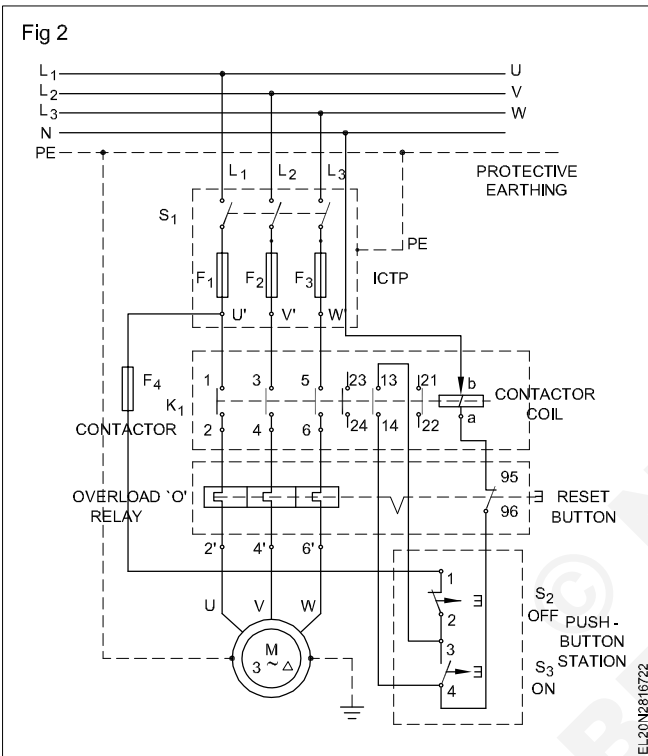 Fig 2
L1 U
L2 V
L3 W
N
PE
PROTECTIVE
EARTHING
L1 L2 L3
S1
PE
F1 F2 F3 ICTP
U' V' W'
F4
1 3 5 23 13 21 b
K1
CONTACTOR
COIL
CONTACTOR
2 4 6 24 14 22 a
OVERLOAD `O'
RELAY
95
96
RESET
BUTTON
2' 4' 6'
1
U V W
S2
OFF
2
PUSH-
BUTTON
STATION
3
M
3 ~ △
S3
ON
4
EL20N2816722